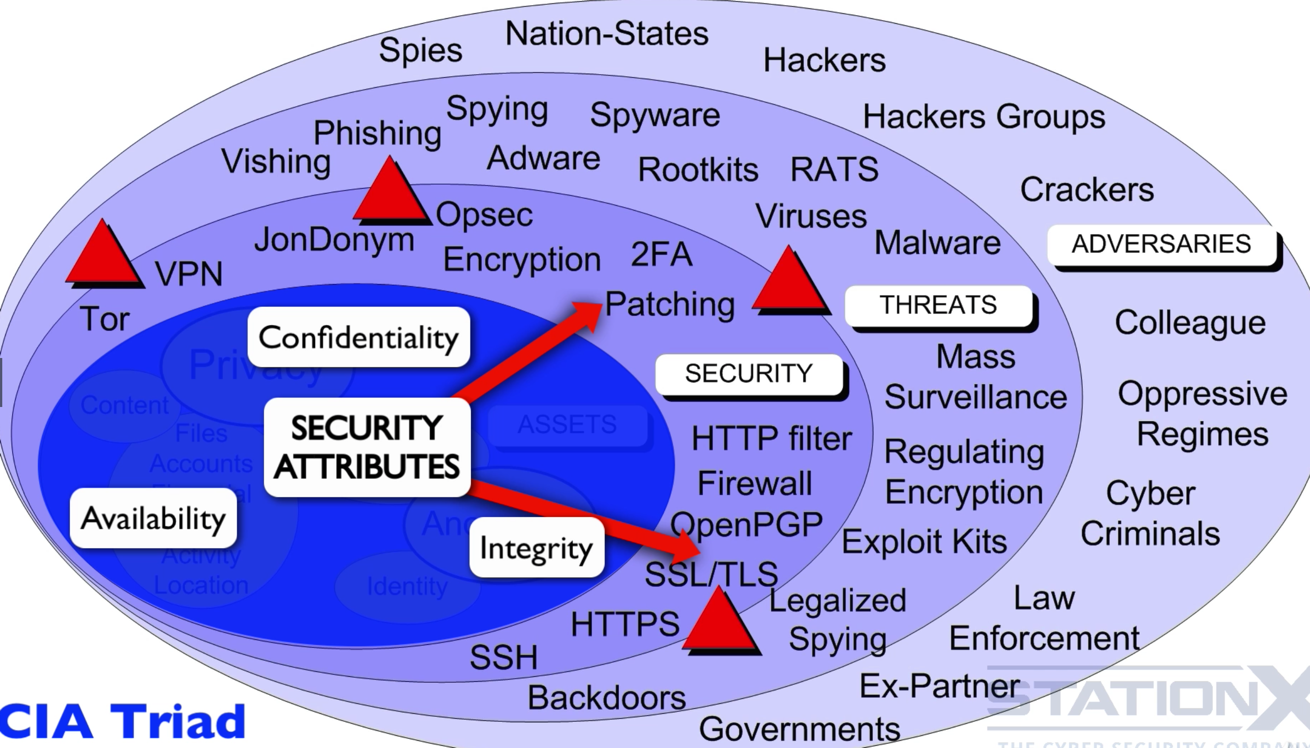 Spies
Nation-States
Hackers
Hackers Groups
Crackers
ADVERSARIES
Colleague
Oppressive
Regimes
Cyber
Criminals
Law
Enforcement
Ex-Partner
Governments
Vishing
Phishing
Spying
Spyware
Adware
Rootkits
RATS
Viruses
Malware
THREATS
Mass
Surveillance
Regulating
Encryption
Exploit Kits
Legalized
Spying
Backdoors
Tor
VPN
JonDonym
Opsec
Encryption
2FA
Patching
SECURITY
HTTP filter
Firewall
OpenPGP
SSL/TLS
HTTPS
SSH
Confidentiality
Privacy
Content
Files
Accounts
ASSETS
SECURITY
ATTRIBUTES
Availability
Integrity
Activity
Location
Identity
CIA Triad
STATIONX
THE CYBER SECURITY COMPANY